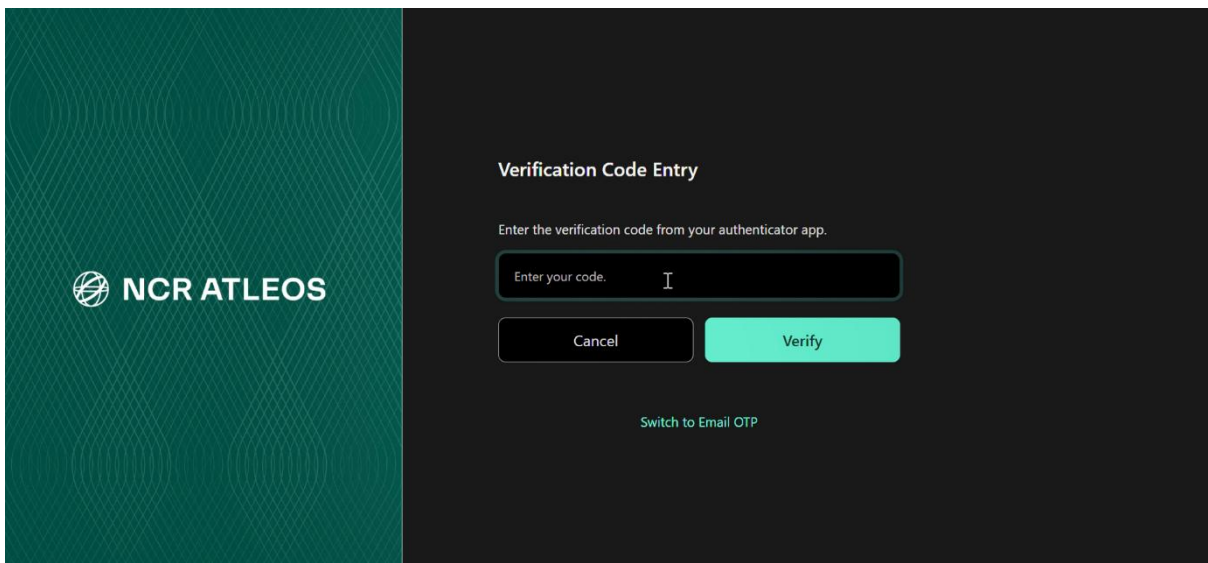 NCR ATLEOS
Verification Code Entry
Enter the verification code from your authenticator app.
Enter your code.
Cancel
Verify
Switch to Email OTP